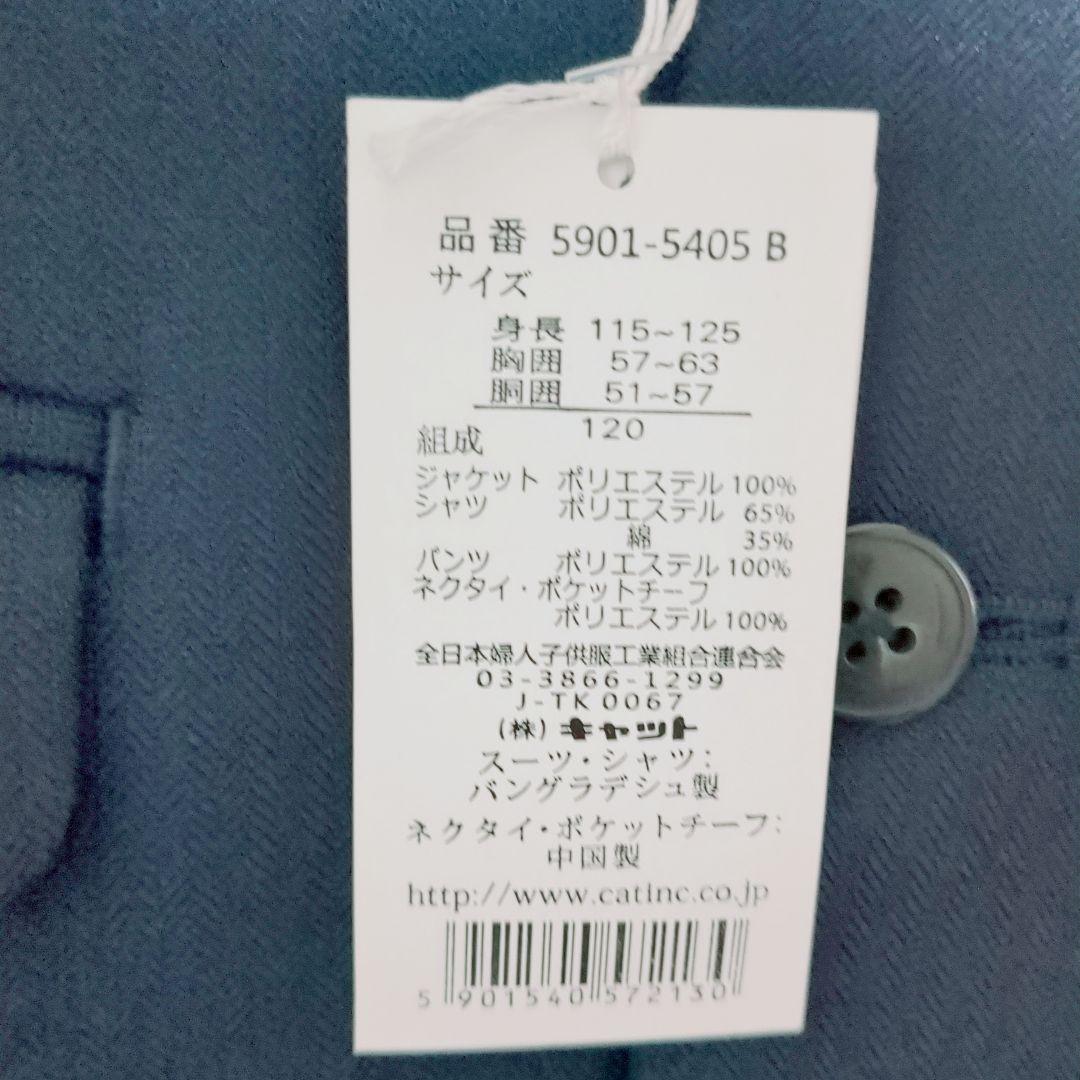 品番 5901-5405 B
サイズ
身長 115~125
胸囲 57~63
胴囲 51~57
120
組成
ジャケット ポリエステル 100%
シャツ ポリエステル 65%
綿 35%
パンツ ポリエステル 100%
ネクタイ・ポケットチーフ
ポリエステル 100%
全日本婦人子供服工業組合連合会
03-3866-1299
J-TK 0067
(株) キャット
スーツ・シャツ:
バングラデシュ製
ネクタイ・ポケットチーフ:
中国製
http://www.catinc.co.jp
5 901540 572130